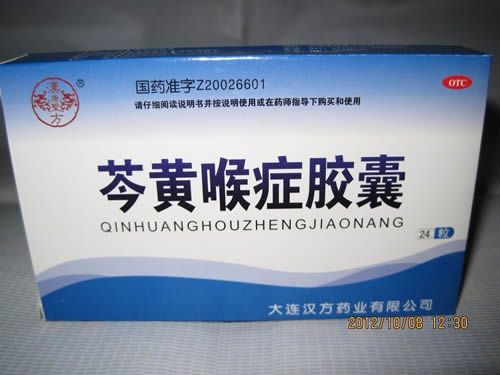 国药准字Z20026601
OTC
请仔细阅读说明书并按说明使用或在药师指导下购买和使用
芩黄喉症胶囊
QINHUANGHOUZHENGJIAONANG
24粒
大连汉方药业有限公司
2012/10/08 12:30